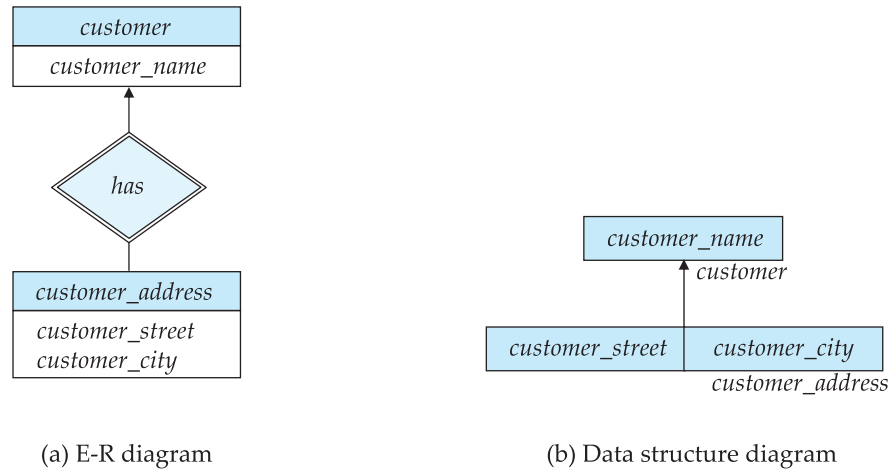 customer
customer_name
has
customer_address
customer_street
customer_city
(a) E-R diagram
customer_name
customer
customer_street customer_city
customer_address
(b) Data structure diagram